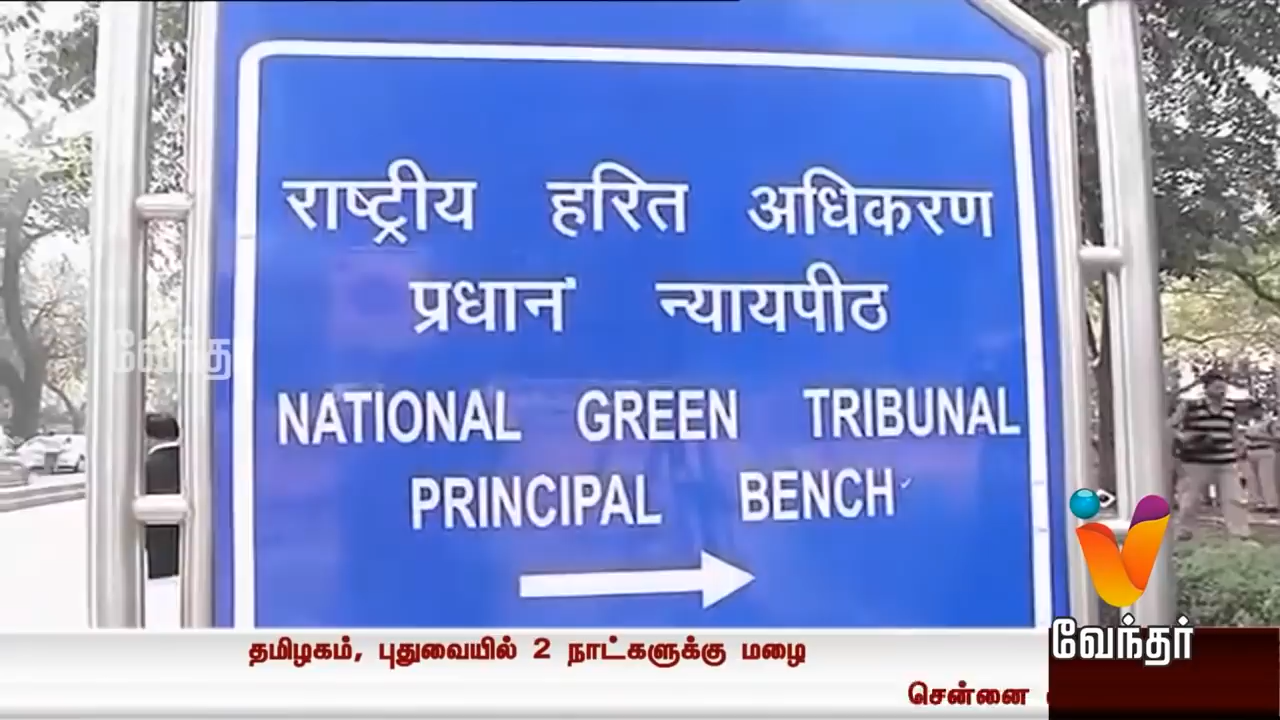 राष्ट्रीय हरित अधिकरण
प्रधान न्यायपीठ
வேந்த
NATIONAL GREEN TRIBUNAL
PRINCIPAL BENCH
வேந்தர்
தமிழகம், புதுவையில் 2 நாட்களுக்கு மழை
சென்னை